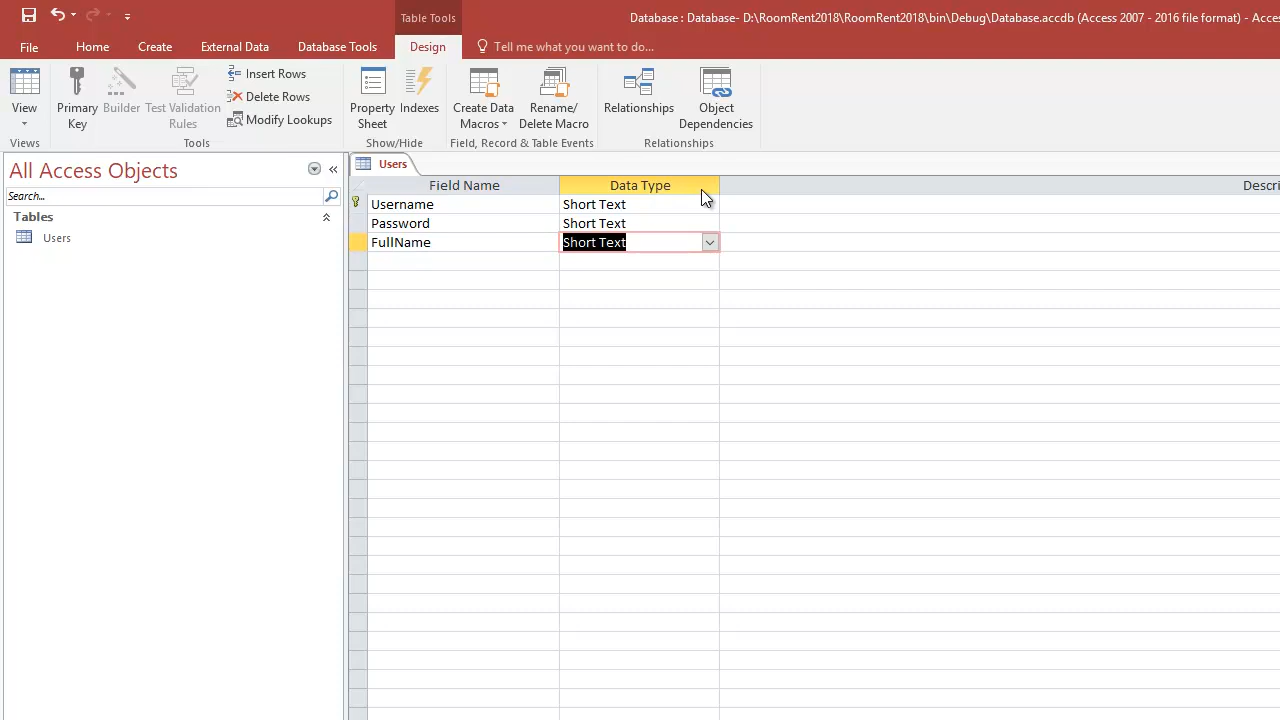 Table Tools
Database : Database- D:\RoomRent2018\RoomRent2018\bin\Debug\Database.accdb (Access 2007 - 2016 file format) - Acce
File Home Create External Data Database Tools Design Tell me what you want to do...
View
Primary Key
Builder
Test Validation Rules
Insert Rows
Delete Rows
Modify Lookups
Property Sheet
Indexes
Create Data Macros
Rename/ Delete Macro
Relationships
Object Dependencies
Views Tools Show/Hide Field, Record & Table Events Relationships
All Access Objects
Search...
Tables
Users
Users
Field Name Data Type Descri
Username Short Text
Password Short Text
FullName Short Text